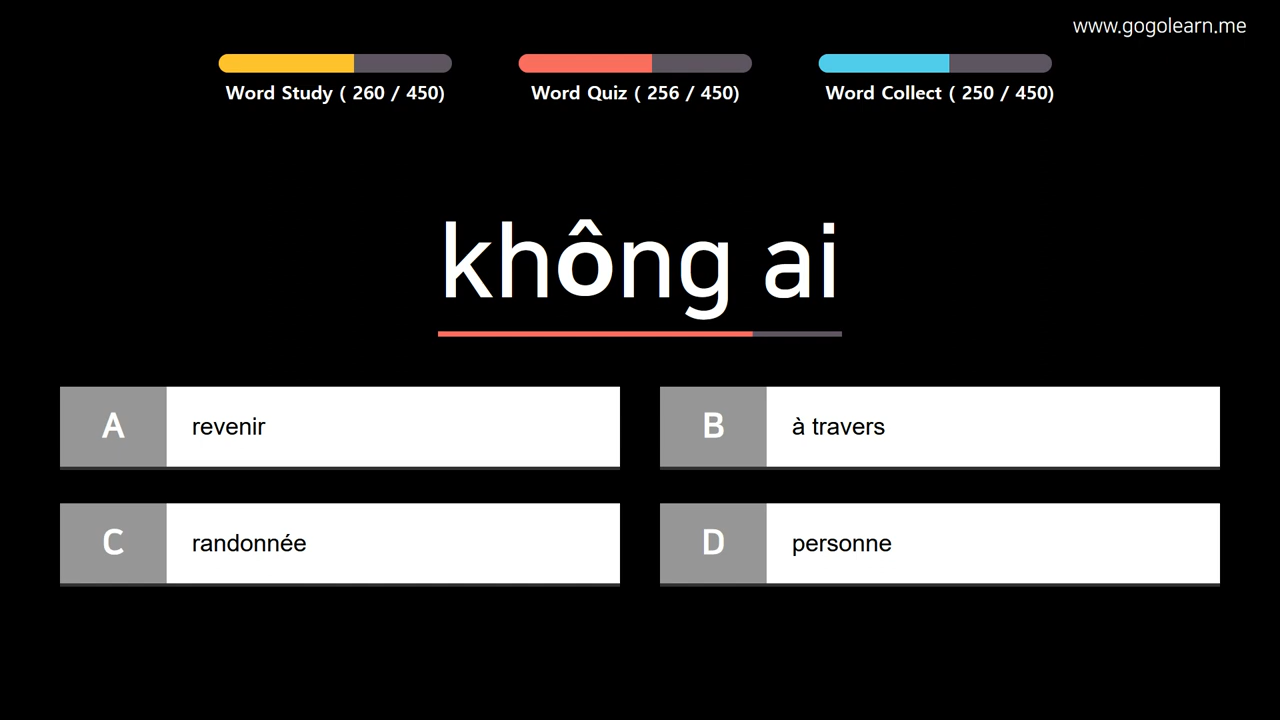 www.gogolearn.me
Word Study ( 260 / 450)
Word Quiz ( 256 / 450)
Word Collect ( 250 / 450)
không ai
A revenir
B à travers
C randonnée
D personne